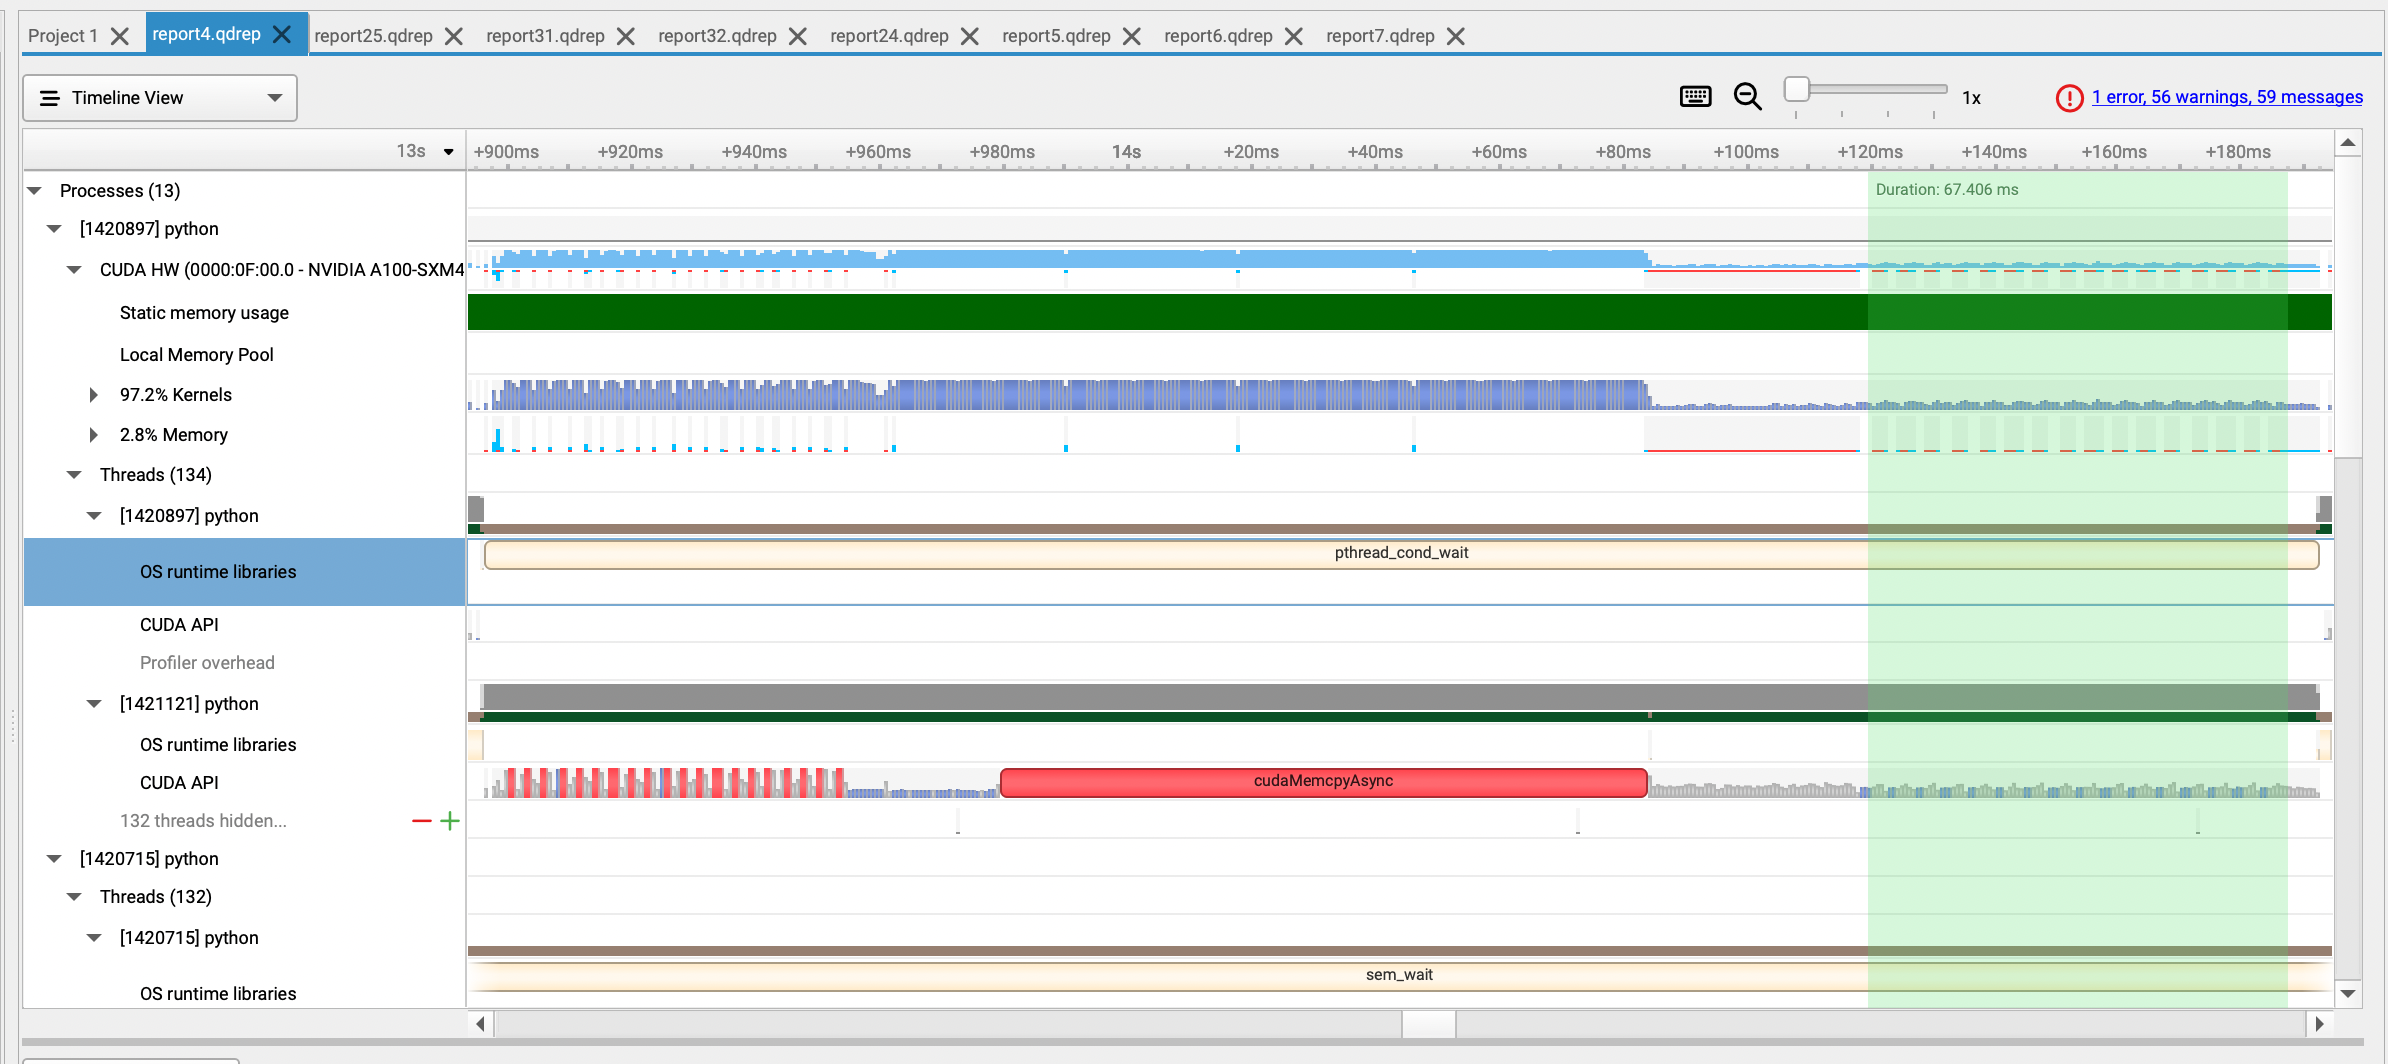 Project 1 report4.qdrep report25.qdrep report31.qdrep report32.qdrep report24.qdrep report5.qdrep report6.qdrep report7.qdrep
Timeline View
1x
1 error, 56 warnings, 59 messages
13s
+900ms +920ms +940ms +960ms +980ms 14s +20ms +40ms +60ms +80ms +100ms +120ms +140ms +160ms +180ms
Processes (13)
Duration: 67.406 ms
[1420897] python
CUDA HW (0000:0F:00.0 - NVIDIA A100-SXM4
Static memory usage
Local Memory Pool
97.2% Kernels
2.8% Memory
Threads (134)
[1420897] python
pthread_cond_wait
OS runtime libraries
CUDA API
Profiler overhead
[1421121] python
OS runtime libraries
CUDA API
cudaMemcpyAsync
132 threads hidden...
[1420715] python
Threads (132)
[1420715] python
sem_wait
OS runtime libraries